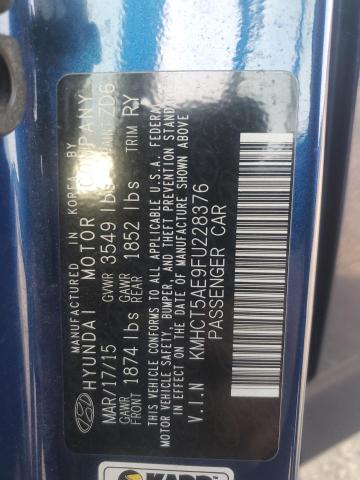 MANUFACTURED IN KOREA BY
HYUNDAI MOTOR COMPANY
MAR/17/15 GVWR 3549 lbs PAINT ZD6
GAWR FRONT 1874 lbs GAWR REAR 1852 lbs TRIM RY
THIS VEHICLE CONFORMS TO ALL APPLICABLE U.S.A. FEDERAL
MOTOR VEHICLE SAFETY, BUMPER, AND THEFT PREVENTION STANDARDS
IN EFFECT ON THE DATE OF MANUFACTURE SHOWN ABOVE.
V.I.N KMHCT5AE9FU228376
PASSENGER CAR